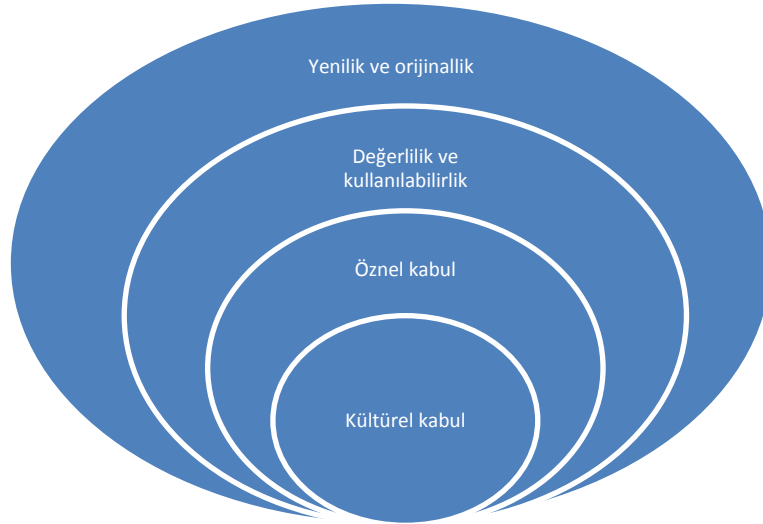 Yenilik ve orijinallik
Değerlilik ve
kullanılabilirlik
Öznel kabul
Kültürel kabul